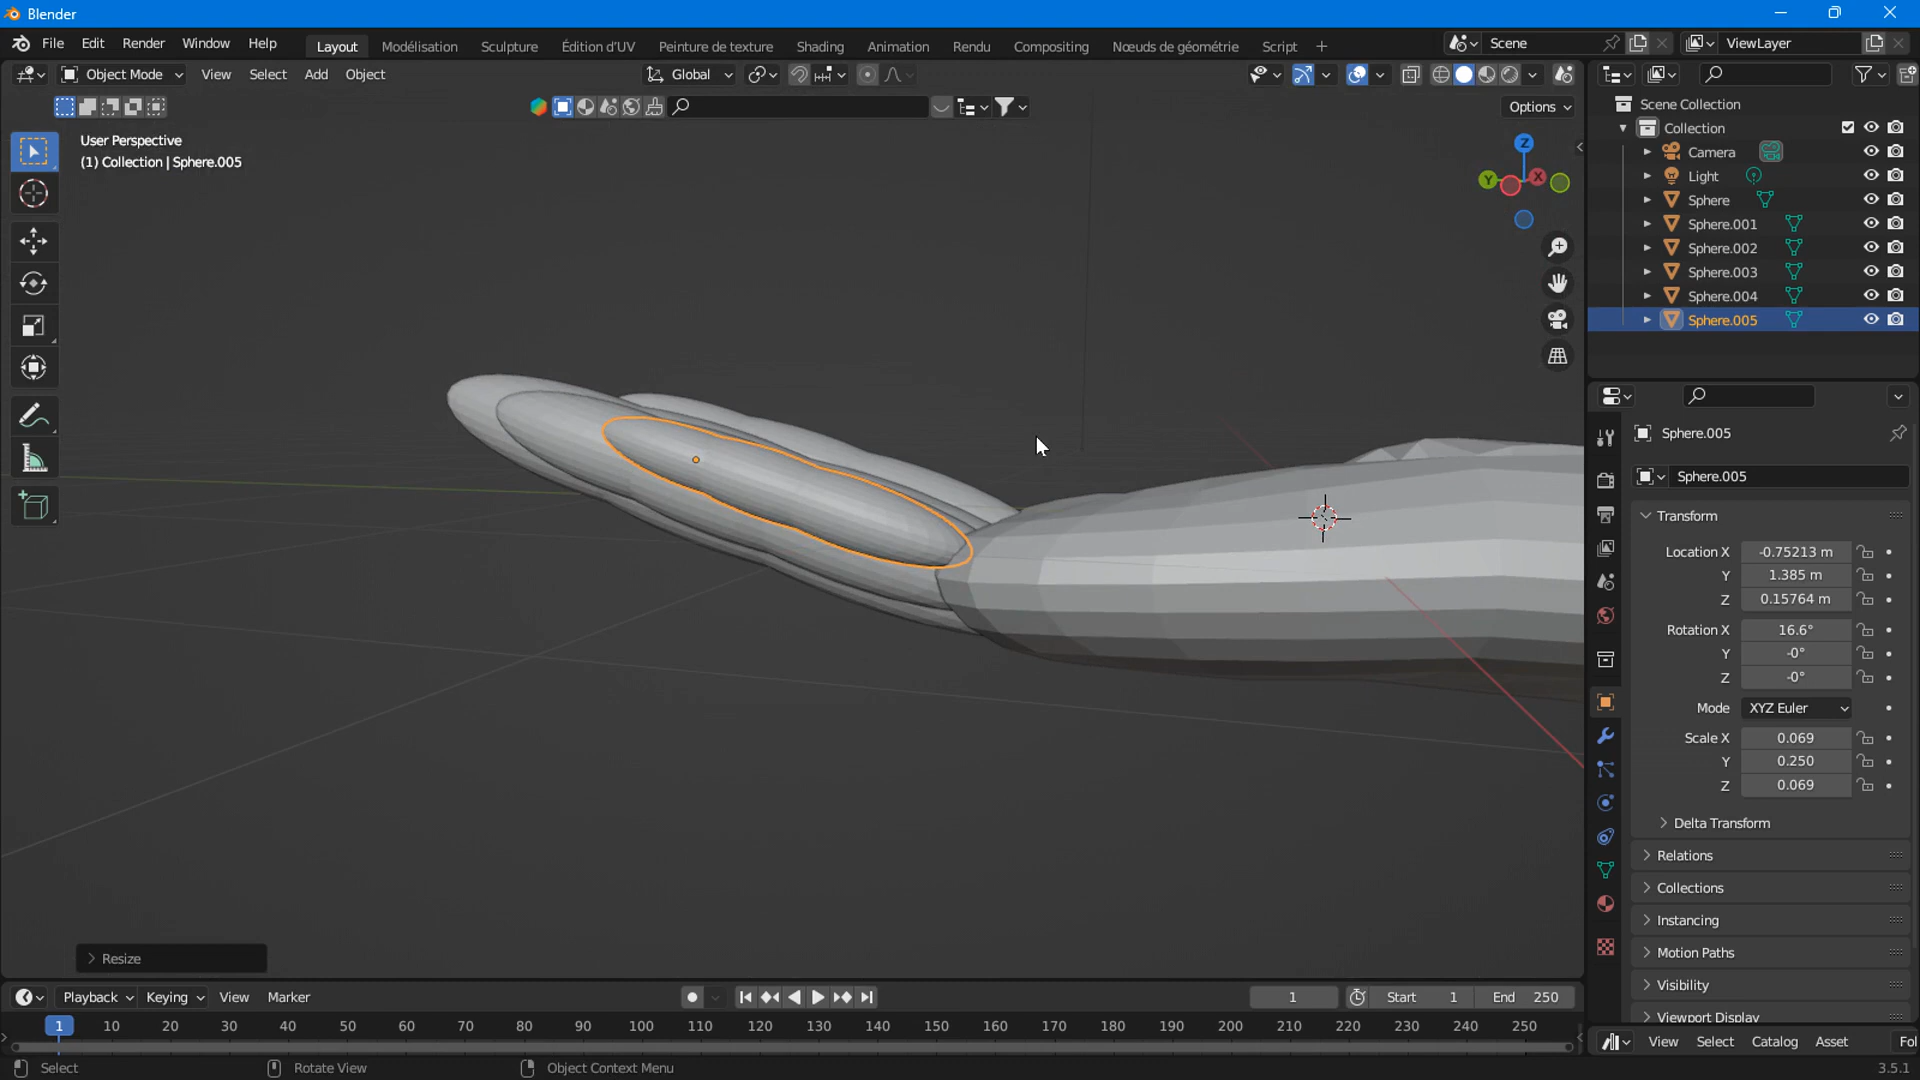 Blender
File Edit Render Window Help Layout Modélisation Sculpture Édition d'UV Peinture de texture Shading Animation Rendu Compositing Nœuds de géométrie Script + Scene ViewLayer
Object Mode View Select Add Object Global
Options
User Perspective
(1) Collection | Sphere.005
Z
Y X
Scene Collection
Collection
Camera
Light
Sphere
Sphere.001
Sphere.002
Sphere.003
Sphere.004
Sphere.005
Sphere.005
Sphere.005
Transform
Location X -0.75213 m
Y 1.385 m
Z 0.15764 m
Rotation X 16.6°
Y -0°
Z -0°
Mode XYZ Euler
Scale X 0.069
Y 0.250
Z 0.069
Delta Transform
Relations
Collections
Instancing
Motion Paths
Visibility
Viewport Display
Resize
Playback Keying View Marker 1 Start 1 End 250
1 10 20 30 40 50 60 70 80 90 100 110 120 130 140 150 160 170 180 190 200 210 220 230 240 250
View Select Catalog Asset Fol
Select Rotate View Object Context Menu 3.5.1